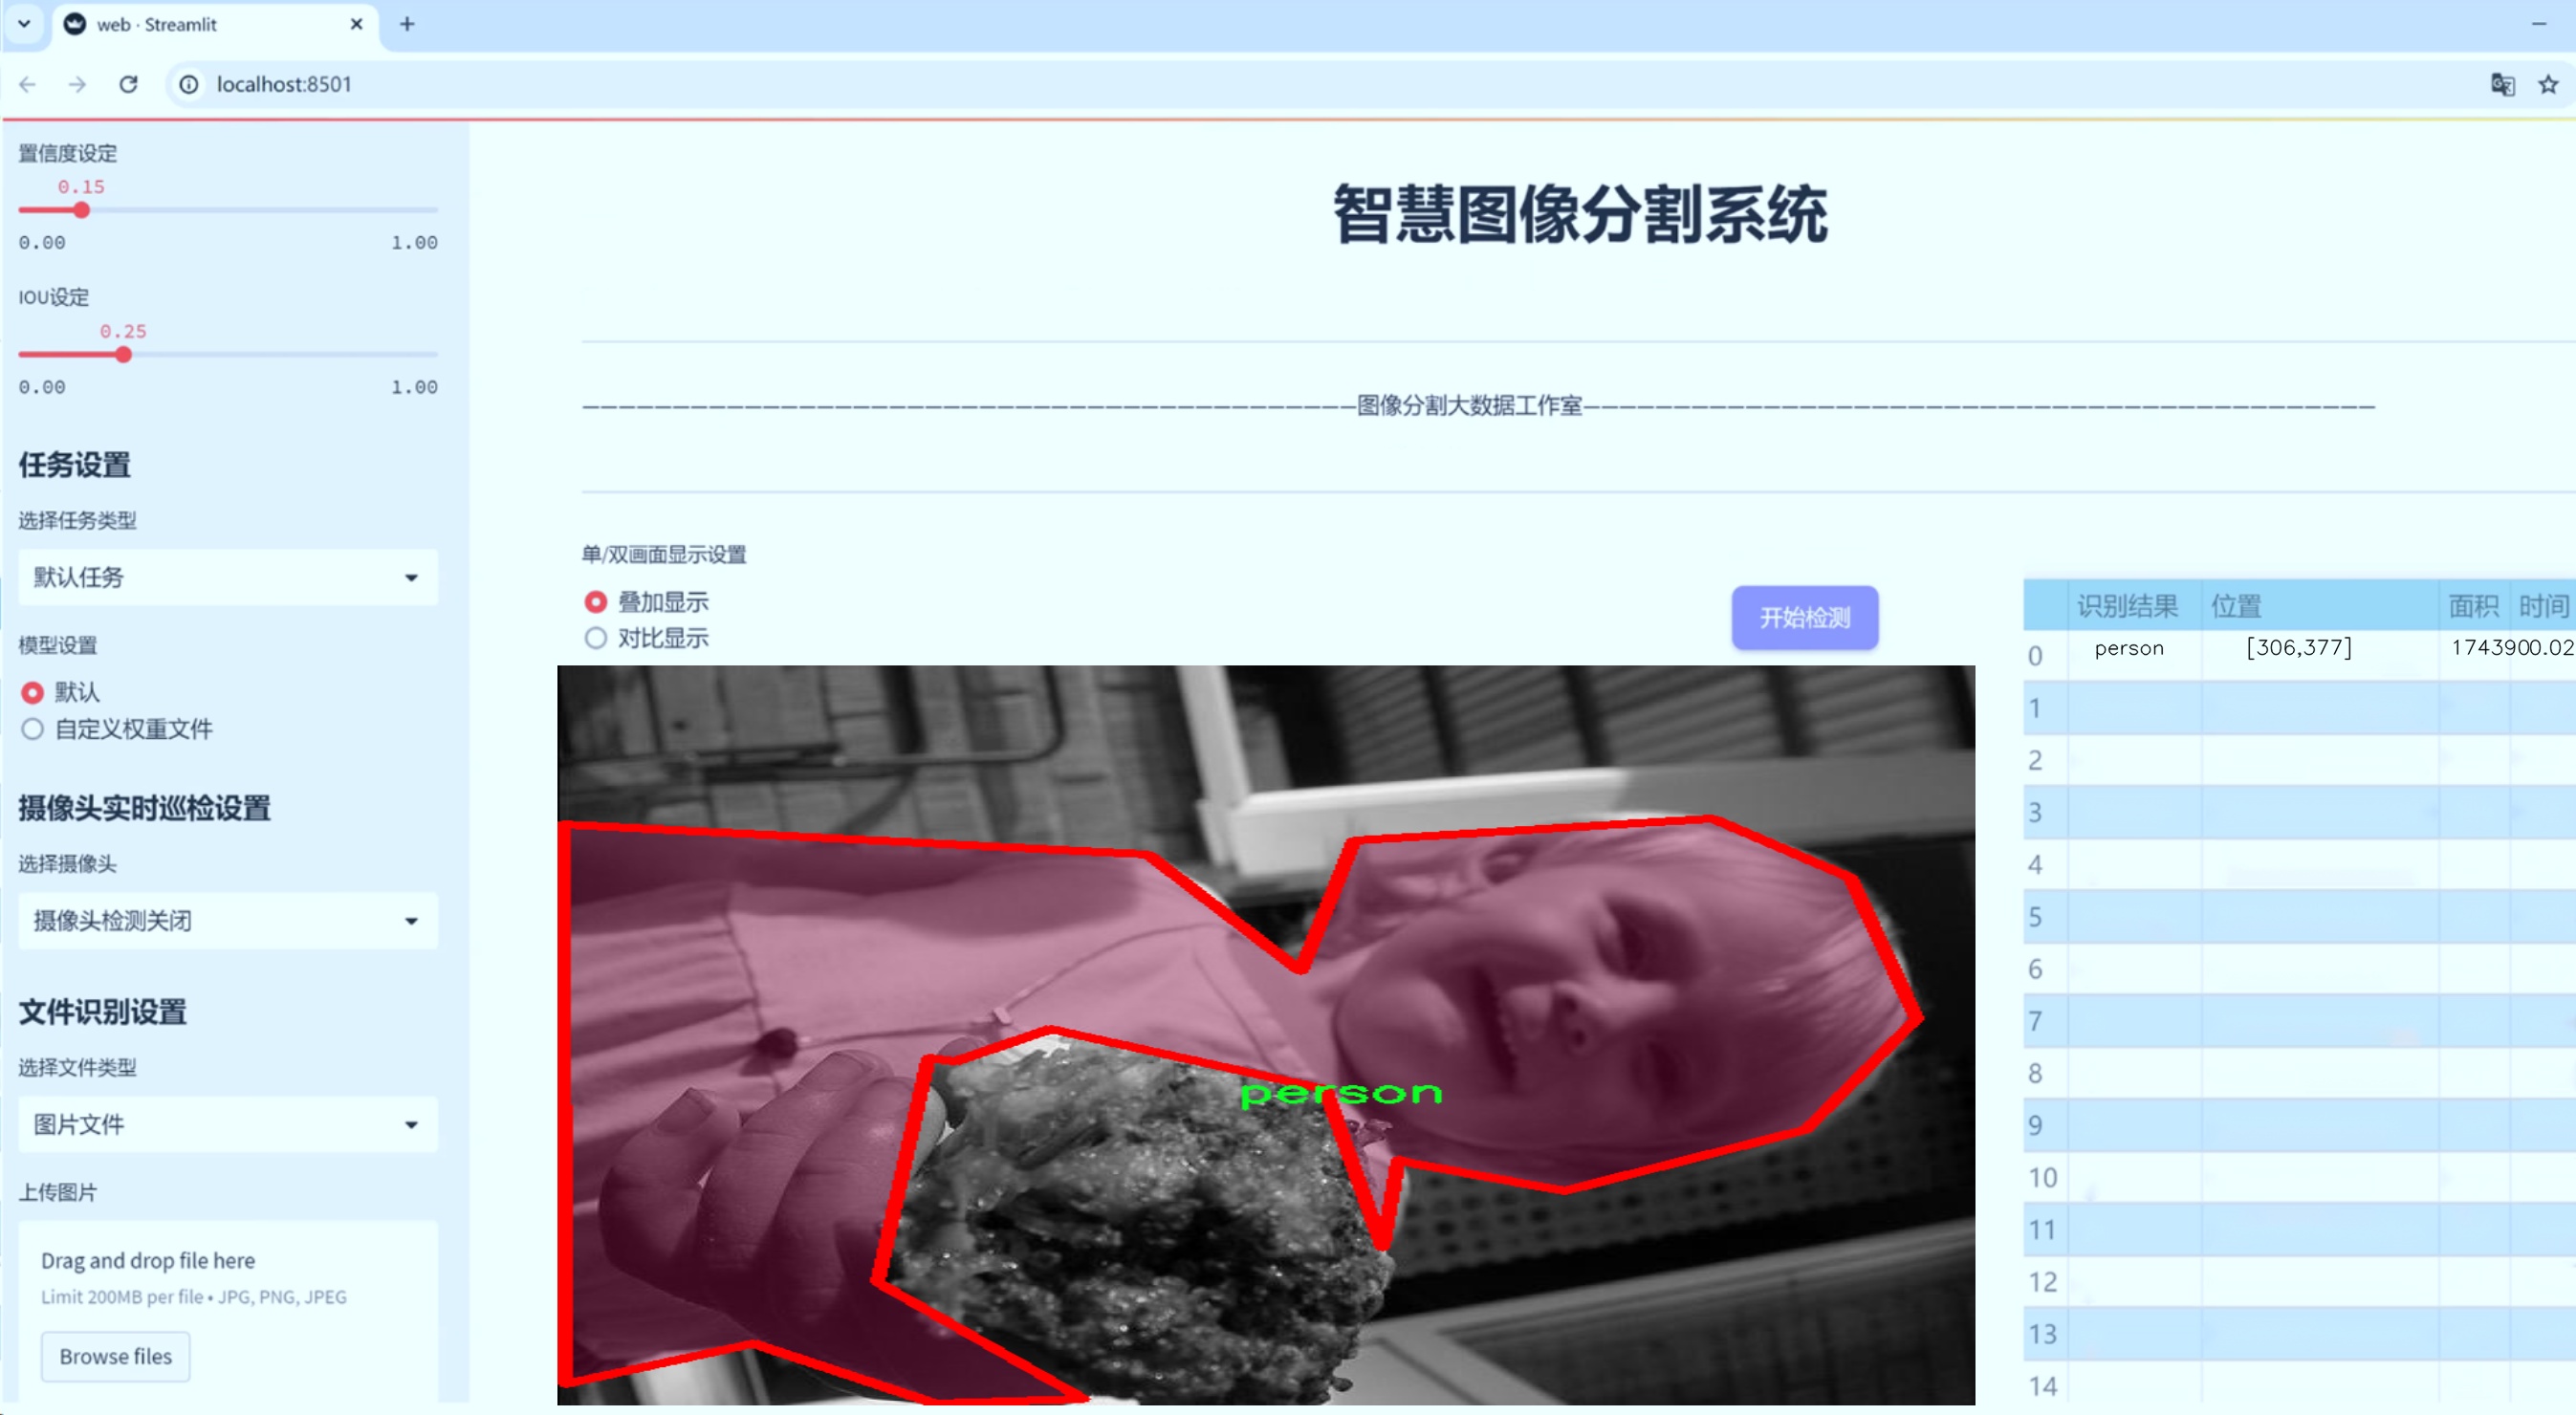 web · Streamlit
localhost:8501
置信度设定
0.15
0.00 1.00
IOU设定
0.25
0.00 1.00
任务设置
选择任务类型
默认任务
模型设置
默认
自定义权重文件
摄像头实时巡检设置
选择摄像头
摄像头检测关闭
文件识别设置
选择文件类型
图片文件
上传图片
Drag and drop file here
Limit 200MB per file • JPG, PNG, JPEG
Browse files
智慧图像分割系统
图像分割大数据工作室
单/双画面显示设置
叠加显示
对比显示
开始检测
person
识别结果 位置 面积 时间
0 person [306,377] 1743900.02
1
2
3
4
5
6
7
8
9
10
11
12
13
14